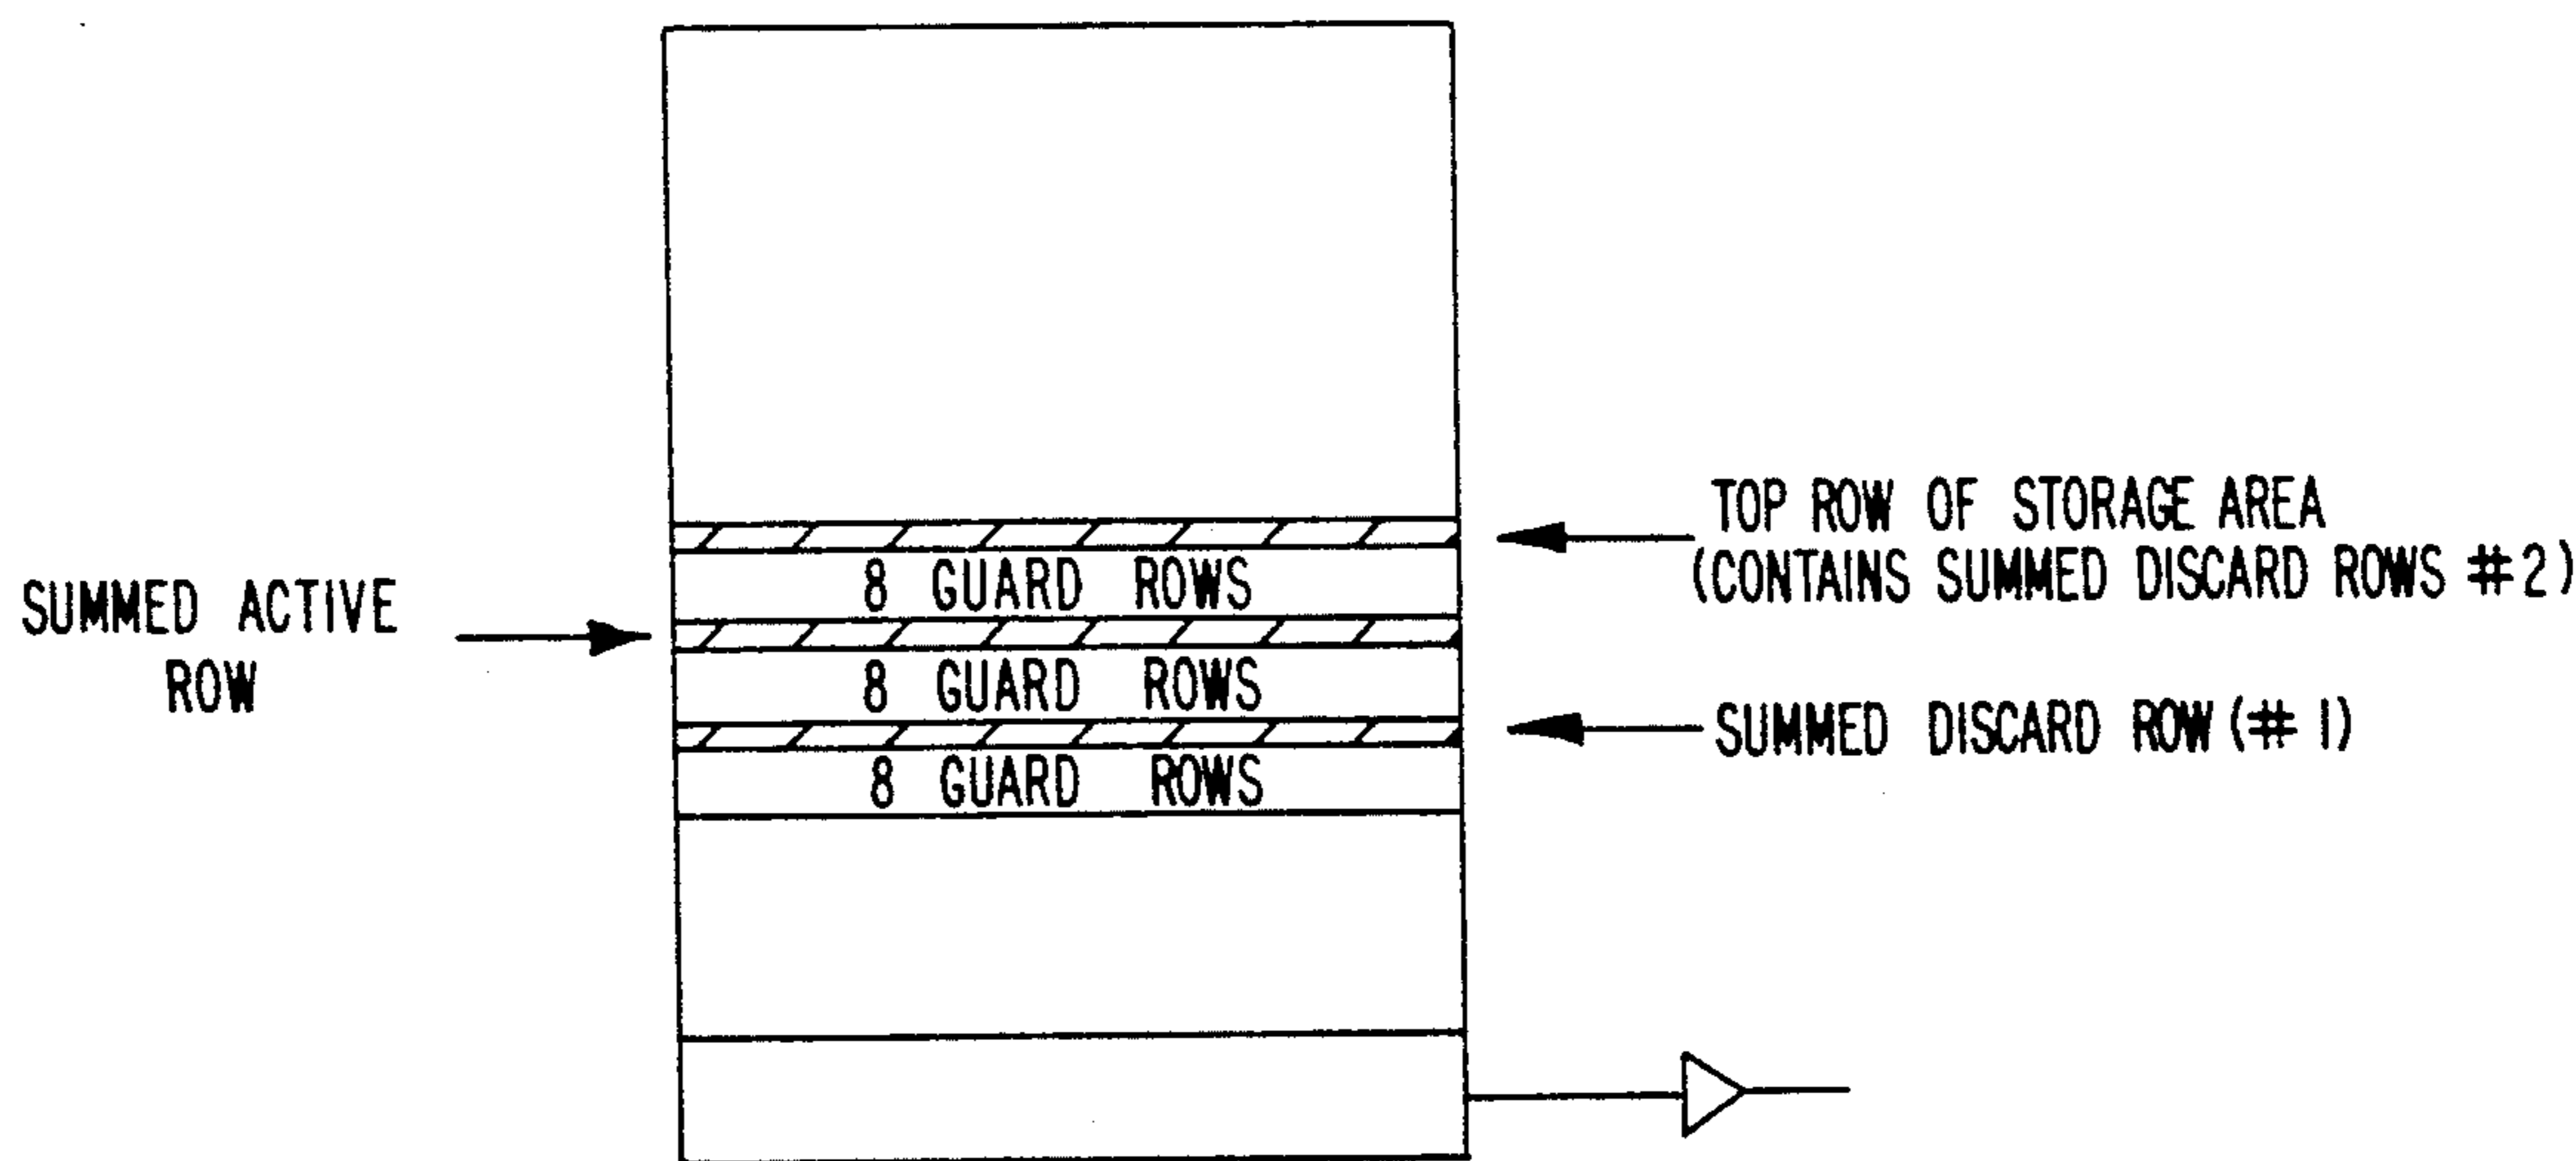 TOP ROW OF STORAGE AREA
(CONTAINS SUMMED DISCARD ROWS #2)
8 GUARD ROWS
SUMMED ACTIVE
ROW
8 GUARD ROWS
SUMMED DISCARD ROW (# 1)
8 GUARD ROWS